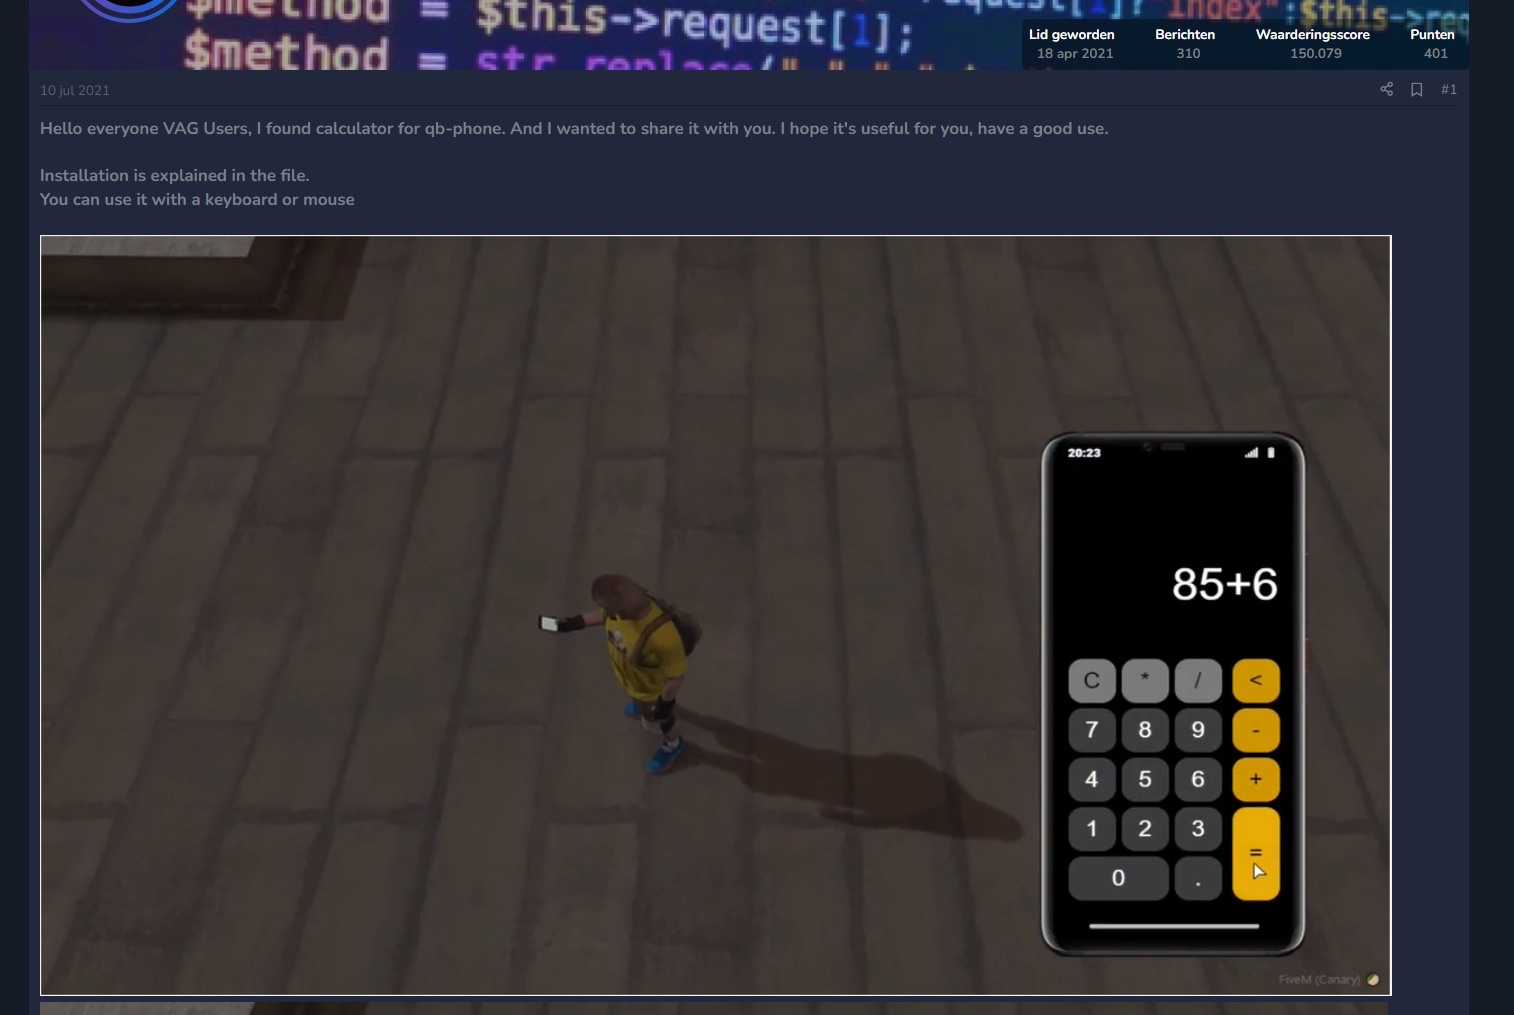 $method = $this->request[1];
$method = str_replace(
Lid geworden Berichten Waarderingsscore Punten
18 apr 2021 310 150.079 401
10 jul 2021 #1
Hello everyone VAG Users, I found calculator for qb-phone. And I wanted to share it with you. I hope it's useful for you, have a good use.
Installation is explained in the file.
You can use it with a keyboard or mouse
20:23
85+6
C * / <
7 8 9 -
4 5 6 +
1 2 3
=
0 .
FiveM (Canary)